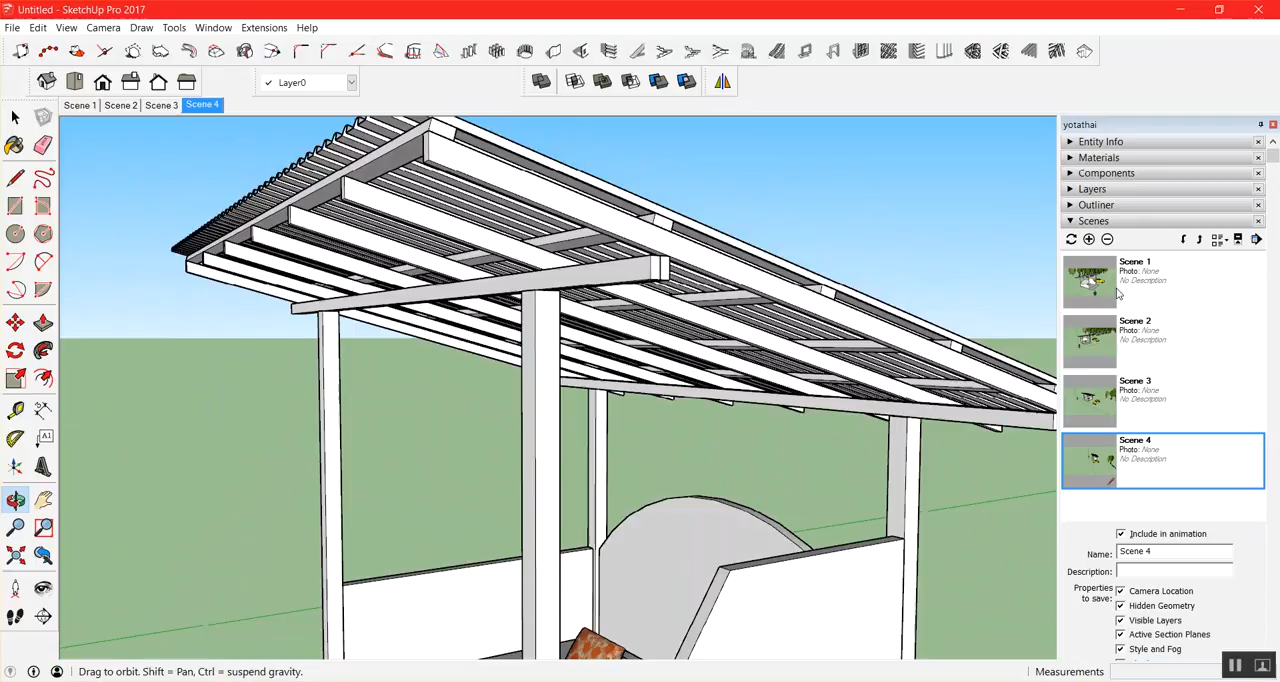 Untitled - SketchUp Pro 2017
File Edit View Camera Draw Tools Window Extensions Help
Layer0
Scene 1 Scene 2 Scene 3 Scene 4
yotathai
Entity Info
Materials
Components
Layers
Outliner
Scenes
Scene 1
Photo: None
No Description
Scene 2
Photo: None
No Description
Scene 3
Photo: None
No Description
Scene 4
Photo: None
No Description
Include in animation
Name: Scene 4
Description:
Properties to save:
Camera Location
Hidden Geometry
Visible Layers
Active Section Planes
Style and Fog
A1
Drag to orbit. Shift = Pan, Ctrl = suspend gravity.
Measurements